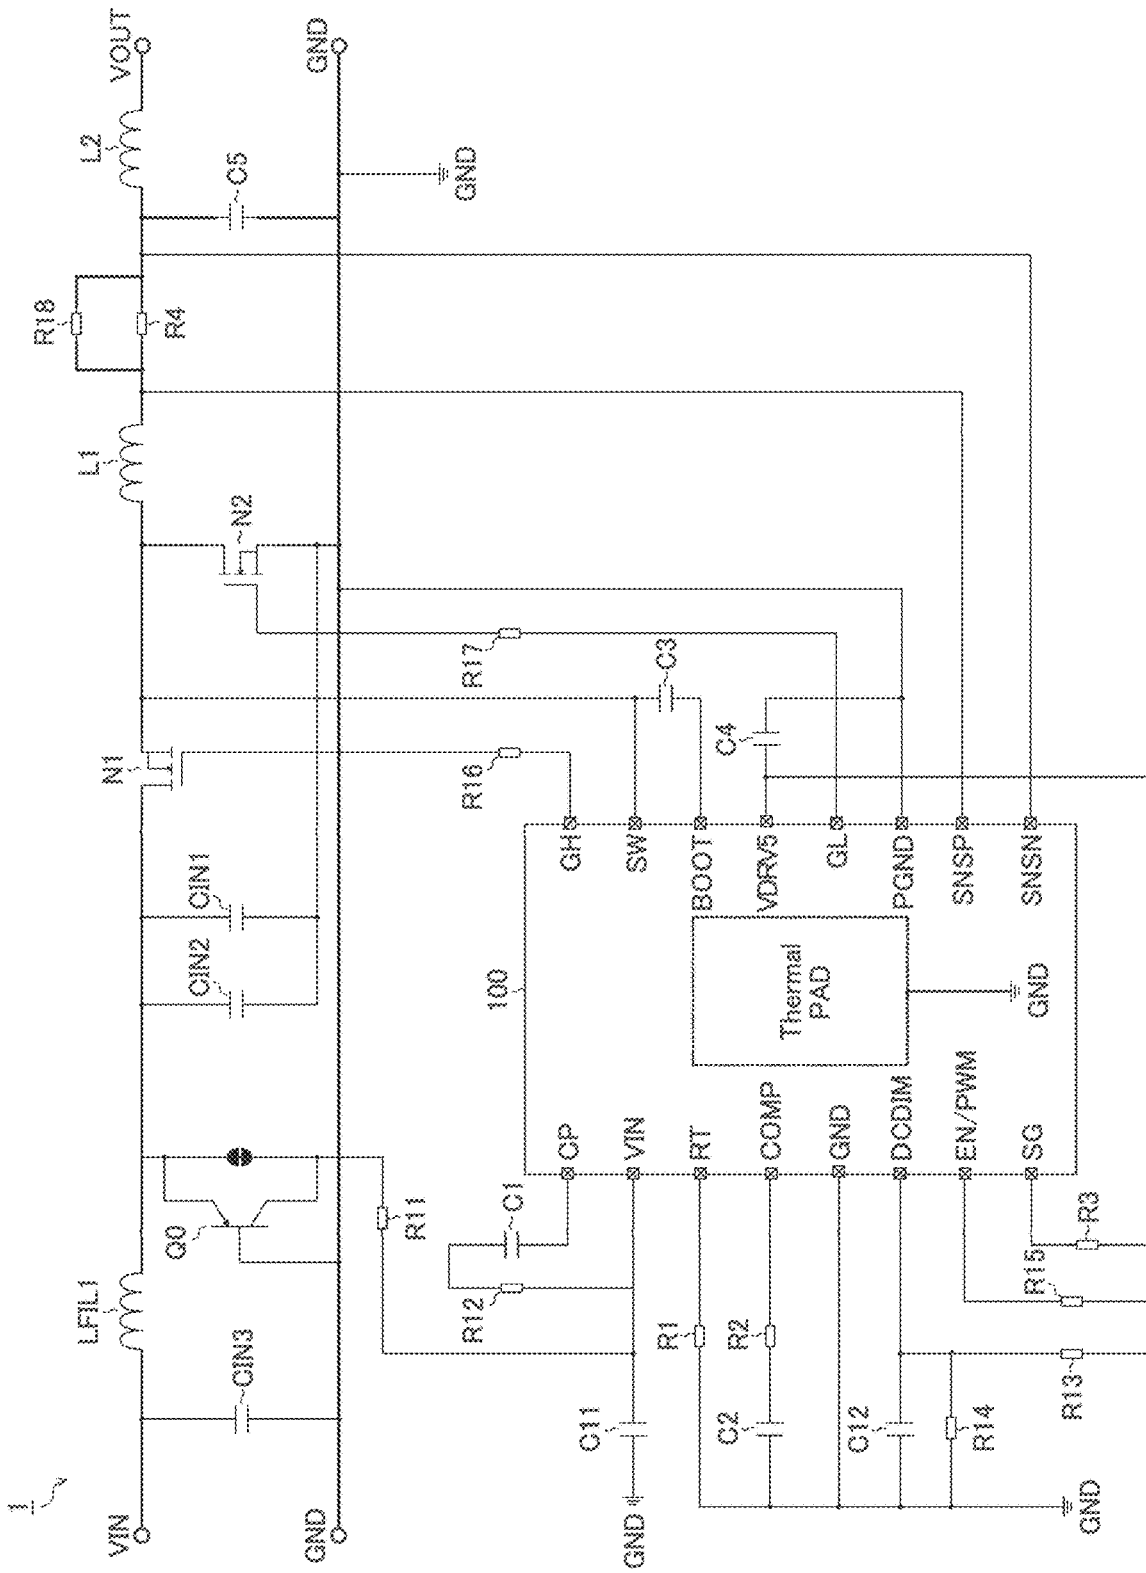 1
VIN
LFIL1
N1
L1
R18
R4
L2
VOUT
CIN3
Q0
CIN2
CIN1
N2
C5
GND
GND
GND
R11
R12
C1
R16
R17
C3
C4
100
CP
VIN
RT
COMP
GND
DCDIM
EN/PWM
SG
Thermal
PAD
GND
GH
SW
BOOT
VDRV5
GL
PGND
SNSP
SNSN
C11
GND
R1
R2
C2
C12
R14
R13
R15
R3
GND